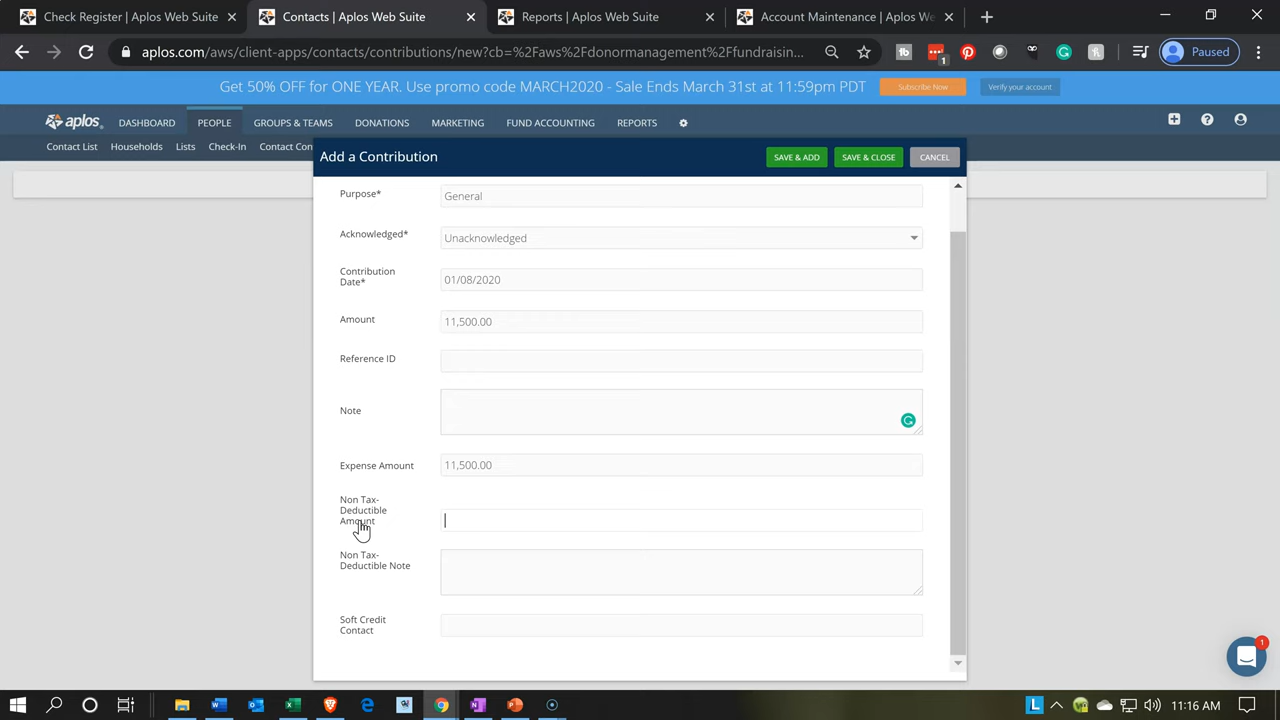 Check Register | Aplos Web Suite
Contacts | Aplos Web Suite
Reports | Aplos Web Suite
Account Maintenance | Aplos We
aplos.com/aws/client-apps/contacts/contributions/new?cb=%2Faws%2Fdonormanagement%2Ffundraisin...
1
Paused
Get 50% OFF for ONE YEAR. Use promo code MARCH2020 - Sale Ends March 31st at 11:59pm PDT
Subscribe Now
Verify your account
aplos
DASHBOARD
PEOPLE
GROUPS & TEAMS
DONATIONS
MARKETING
FUND ACCOUNTING
REPORTS
Contact List
Households
Lists
Check-In
Contact Con
Add a Contribution
SAVE & ADD
SAVE & CLOSE
CANCEL
Purpose*
General
Acknowledged*
Unacknowledged
Contribution
Date*
01/08/2020
Amount
11,500.00
Reference ID
Note
Expense Amount
11,500.00
Non Tax-
Deductible
Amount
Non Tax-
Deductible Note
Soft Credit
Contact
1
11:16 AM